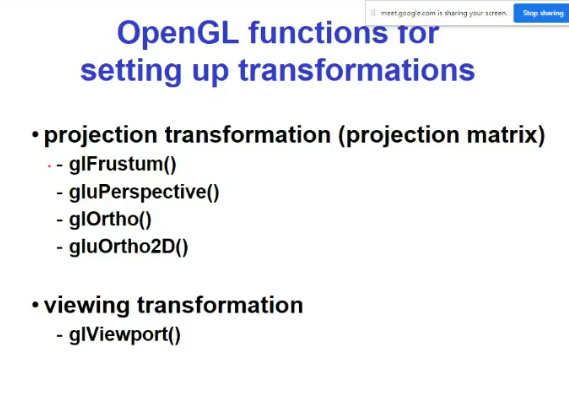 meet.google.com is sharing your screen. Stop sharing
OpenGL functions for
setting up transformations
• projection transformation (projection matrix)
- glFrustum()
- gluPerspective()
- glOrtho()
- gluOrtho2D()
• viewing transformation
- glViewport()